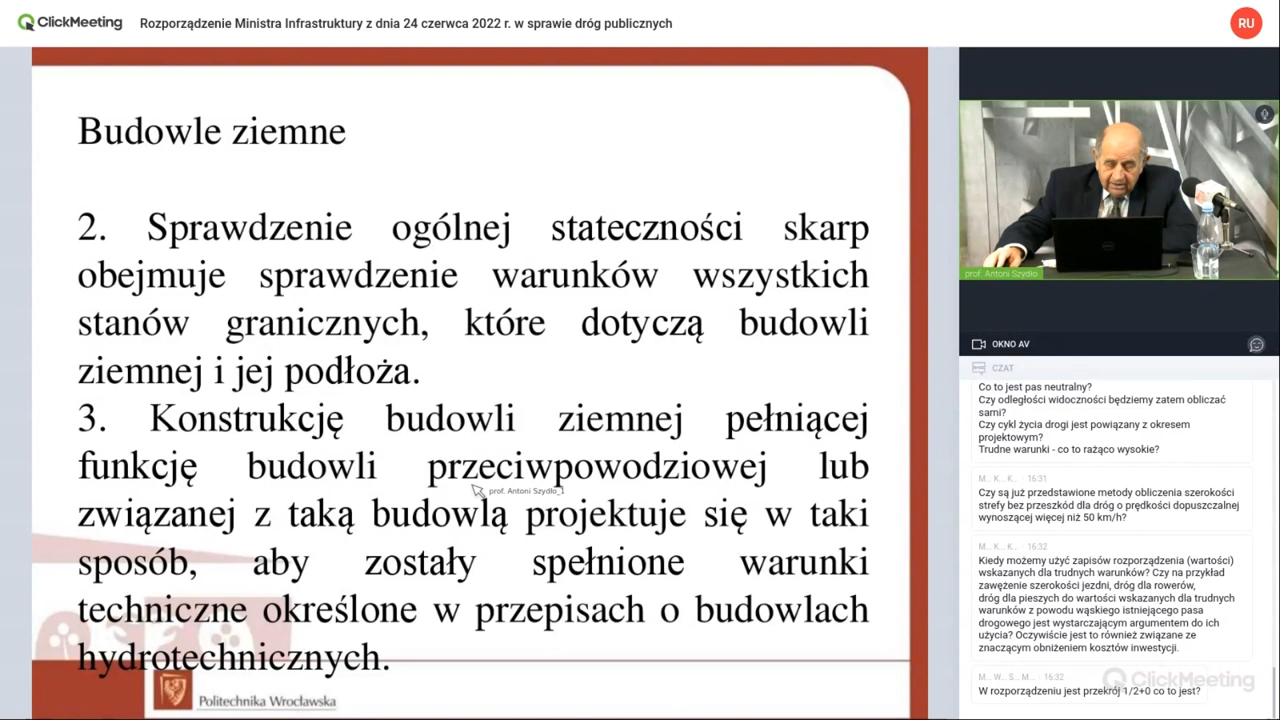 ClickMeeting
Rozporządzenie Ministra Infrastruktury z dnia 24 czerwca 2022 r. w sprawie dróg publicznych
RU
Budowle ziemne
2. Sprawdzenie ogólnej stateczności skarp
obejmuje sprawdzenie warunków wszystkich
stanów granicznych, które dotyczą budowli
ziemnej i jej podłoża.
3. Konstrukcję budowli ziemnej pełniącej
funkcję budowli przeciwpowodziowej lub
prof. Antoni Szydło_1
związanej z taką budowlą projektuje się w taki
sposób, aby zostały spełnione warunki
techniczne określone w przepisach o budowlach
hydrotechnicznych.
Politechnika Wrocławska
prof. Antoni Szydło
OKNO AV
CZAT
Co to jest pas neutralny?
Czy odległości widoczności będziemy zatem obliczać
sami?
Czy cykl życia drogi jest powiązany z okresem
projektowym?
Trudne warunki - co to rażąco wysokie?
M... K... K... 16:31
Czy są już przedstawione metody obliczenia szerokości
strefy bez przeszkód dla dróg o prędkości dopuszczalnej
wynoszącej więcej niż 50 km/h?
M... K... K... 16:32
Kiedy możemy użyć zapisów rozporządzenia (wartości)
wskazanych dla trudnych warunków? Czy na przykład
zawężenie szerokości jezdni, dróg dla rowerów,
dróg dla pieszych do wartości wskazanych dla trudnych
warunków z powodu wąskiego istniejącego pasa
drogowego jest wystarczającym argumentem do ich
użycia? Oczywiście jest to również związane ze
znaczącym obniżeniem kosztów inwestycji.
M... W... S... M... 16:32
ClickMeeting
W rozporządzeniu jest przekrój 1/2+0 co to jest?